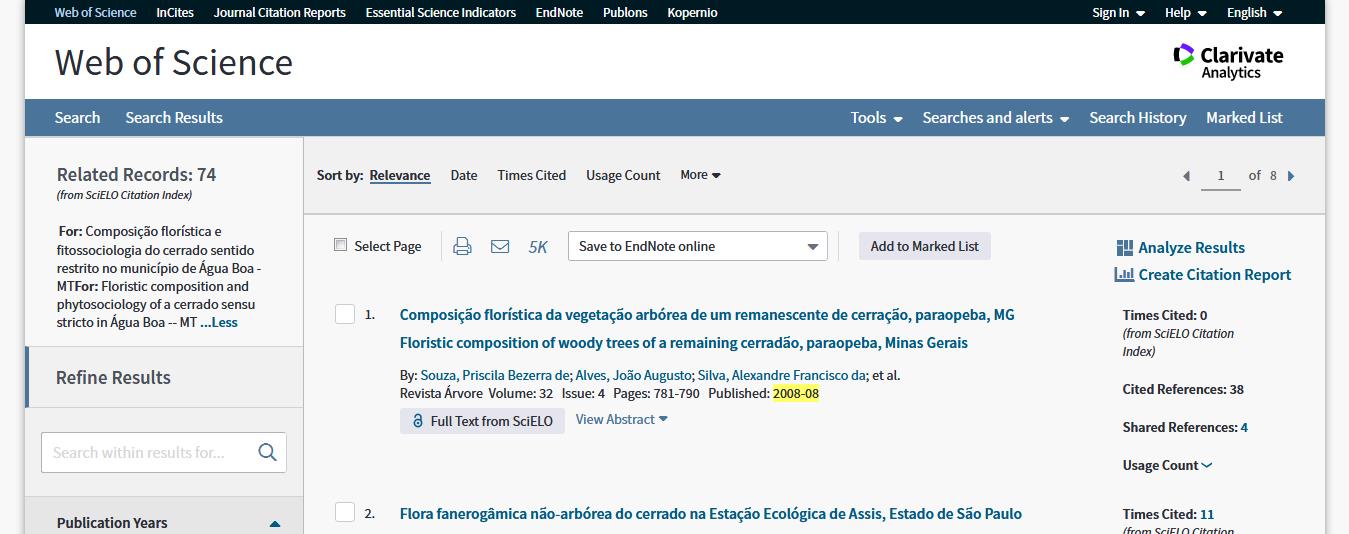 Web of Science InCites Journal Citation Reports Essential Science Indicators EndNote Publons Kopernio Sign In Help English
Web of Science
Clarivate
Analytics
Search Search Results Tools Searches and alerts Search History Marked List
Related Records: 74
(from SciELO Citation Index)
For: Composição florística e
fitossociologia do cerrado sentido
restrito no município de Água Boa -
MTFor: Floristic composition and
phytosociology of a cerrado sensu
stricto in Água Boa -- MT ...Less
Refine Results
Search within results for...
Publication Years
Sort by: Relevance Date Times Cited Usage Count More
1 of 8
Select Page 5K Save to EndNote online Add to Marked List
Analyze Results
Create Citation Report
1. Composição florística da vegetação arbórea de um remanescente de cerração, paraopeba, MG
Floristic composition of woody trees of a remaining cerradão, paraopeba, Minas Gerais
By: Souza, Priscila Bezerra de; Alves, João Augusto; Silva, Alexandre Francisco da; et al.
Revista Árvore Volume: 32 Issue: 4 Pages: 781-790 Published: 2008-08
Full Text from SciELO View Abstract
Times Cited: 0
(from SciELO Citation
Index)
Cited References: 38
Shared References: 4
Usage Count
2. Flora fanerogâmica não-arbórea do cerrado na Estação Ecológica de Assis, Estado de São Paulo
Times Cited: 11
(from SciELO Citation